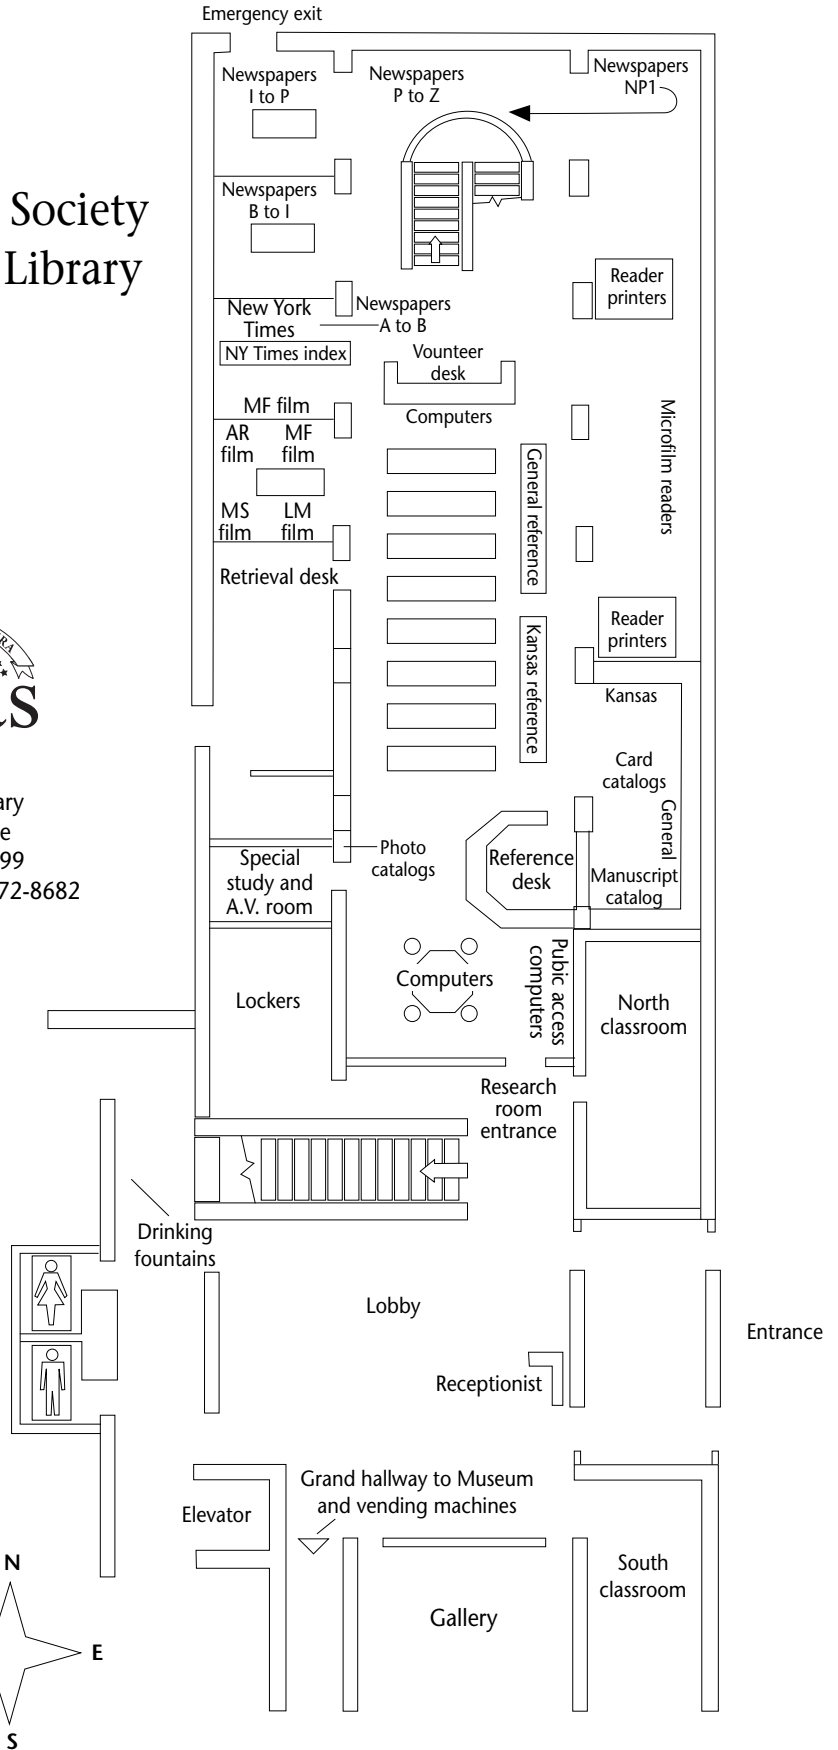 Emergency exit
Newspapers
I to P
Newspapers
P to Z
Newspapers
NP1
Society
Library
Newspapers
B to I
Reader
printers
New York
Times
Newspapers
A to B
NY Times index
Vounteer
desk
Computers
MF film
AR
film
MF
film
MS
film
LM
film
General reference
Microfilm readers
Retrieval desk
Kansas reference
Reader
printers
Kansas
Card
catalogs
General
Manuscript
catalog
Photo
catalogs
Reference
desk
Special
study and
A.V. room
99
72-8682
Lockers
Computers
Pubic access
computers
North
classroom
Research
room
entrance
Drinking
fountains
Lobby
Entrance
Receptionist
Grand hallway to Museum
and vending machines
Elevator
Gallery
South
classroom
N
E
S